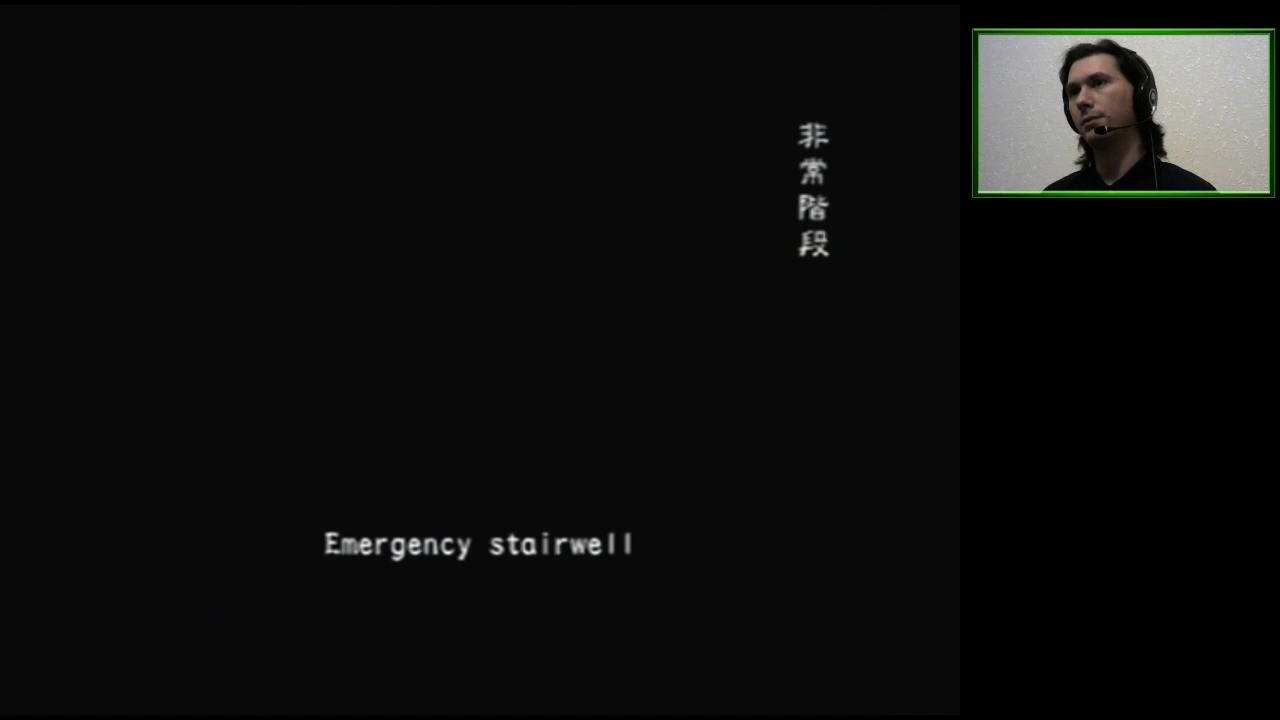 非常階段
Emergency stairwell